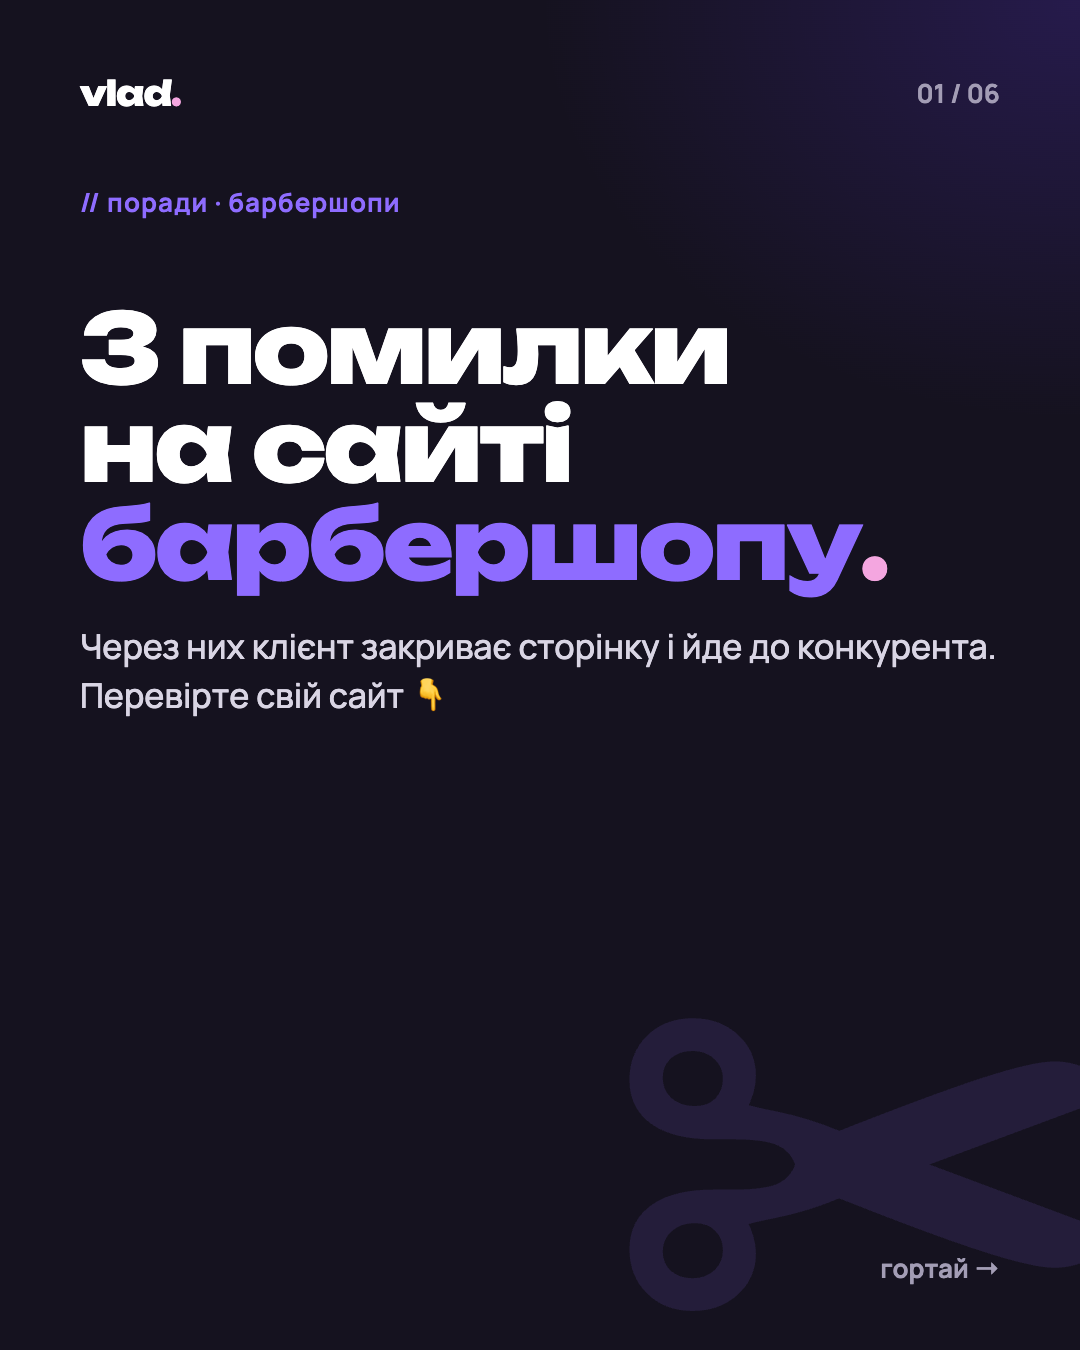 vlad.
01 / 06
// поради · барбершопи
3 помилки
на сайті
барбершопу.
Через них клієнт закриває сторінку і йде до конкурента.
Перевірте свій сайт 👇
гортай →